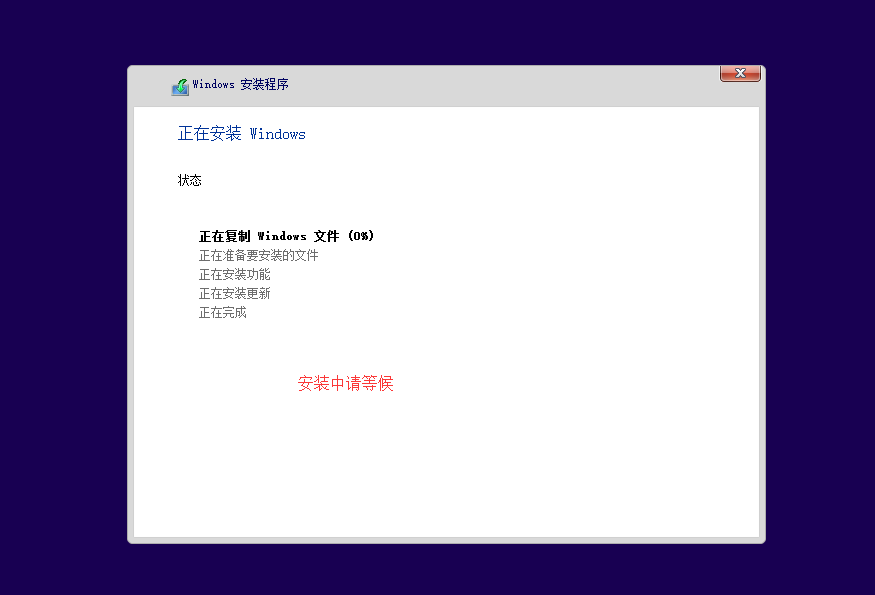 Windows 安装程序
正在安装 Windows
状态
正在复制 Windows 文件 (0%)
正在准备要安装的文件
正在安装功能
正在安装更新
正在完成
安装中请等候